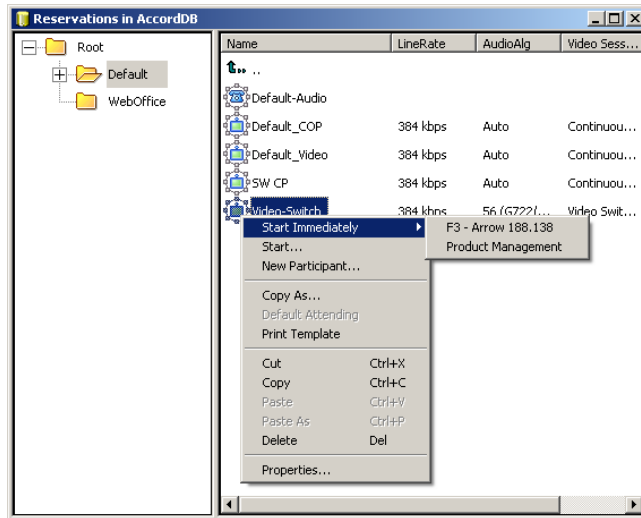 Reservations in AccordDB
Root
Default
WebOffice
Name LineRate AudioAlg Video Sess...
..
Default-Audio
Default_COP 384 kbps Auto Continuou...
Default_Video 384 kbps Auto Continuou...
SW CP 384 kbps Auto Continuou...
Video-Switch 384 kbps 56 (G722/... Video Swit...
Start Immediately
F3 - Arrow 188.138
Product Management
Start...
New Participant...
Copy As...
Default Attending
Print Template
Cut Ctrl+X
Copy Ctrl+C
Paste Ctrl+V
Paste As Ctrl+P
Delete Del
Properties...